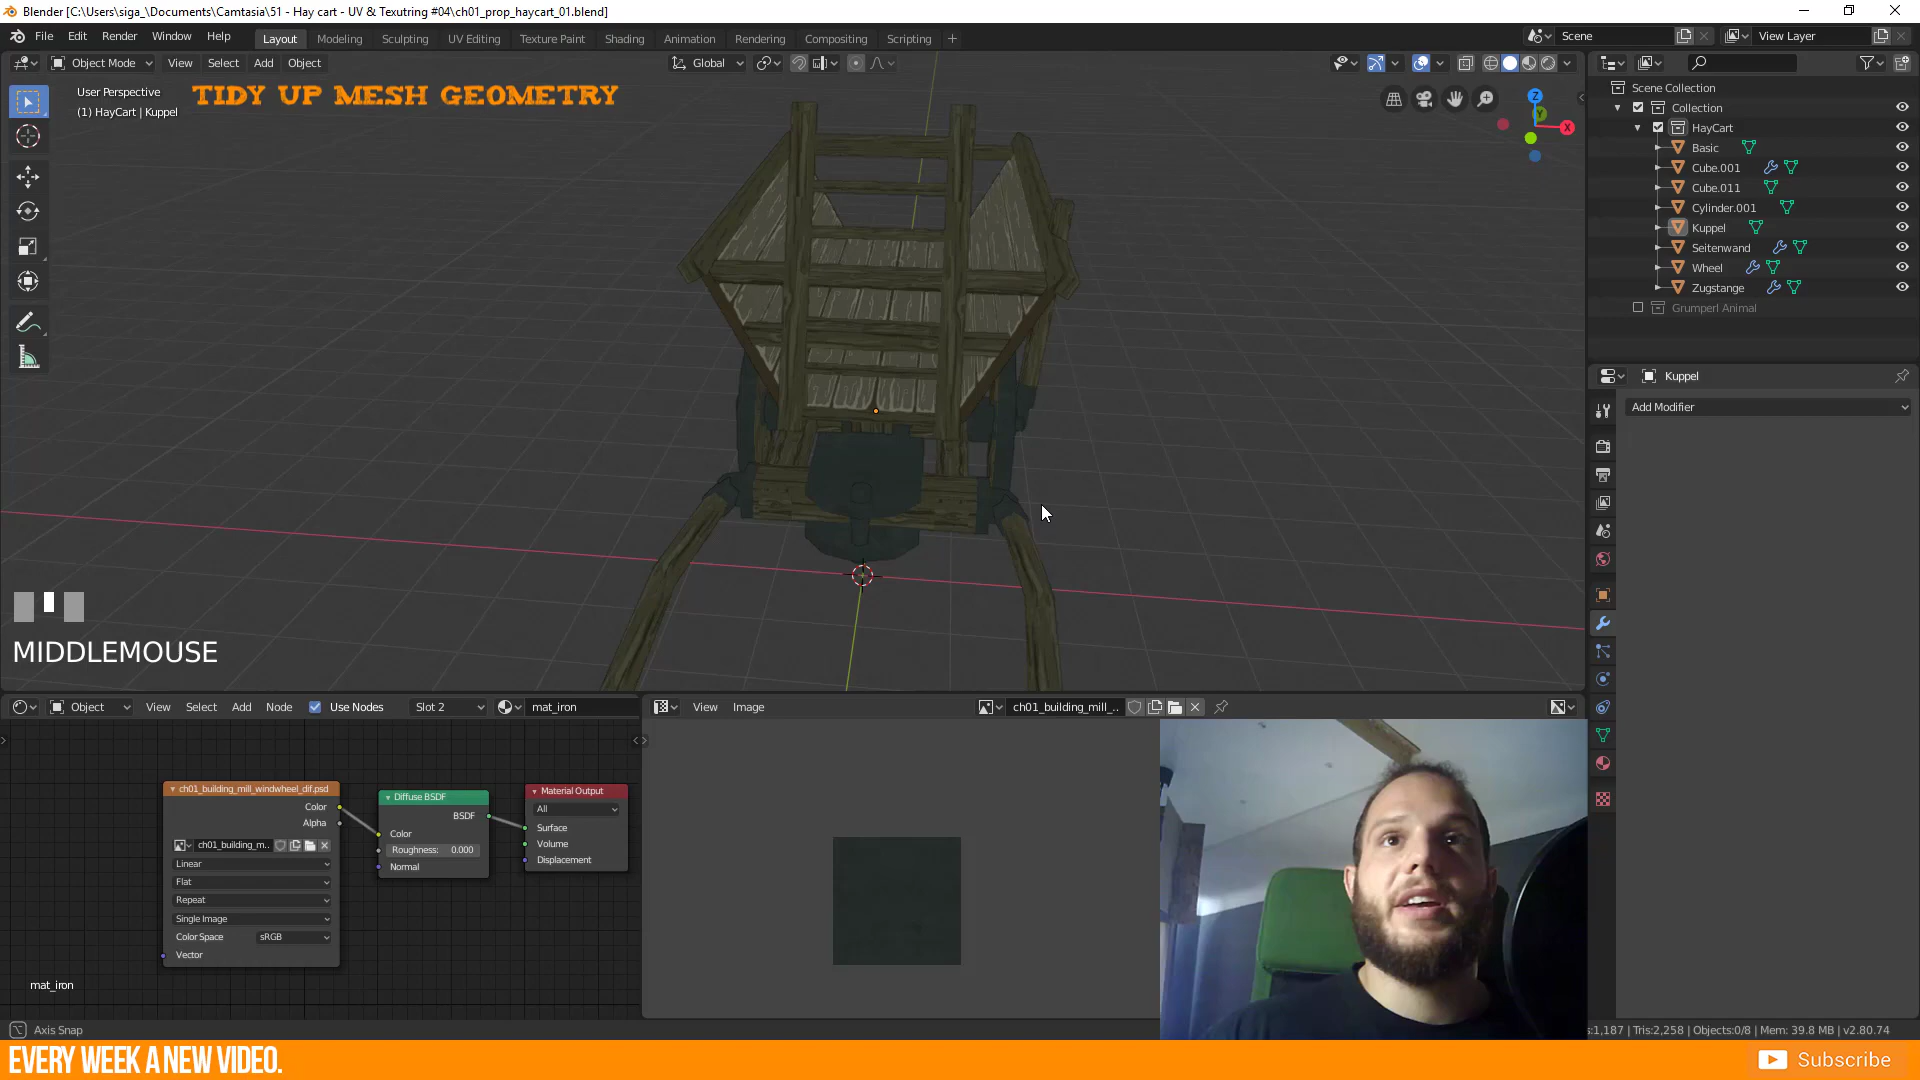 Blender [C:\Users\siga_\Documents\Camtasia\51 - Hay cart - UV & Texutring #04\ch01_prop_haycart_01.blend]
File Edit Render Window Help
Layout Modeling Sculpting UV Editing Texture Paint Shading Animation Rendering Compositing Scripting
Scene
View Layer
Object Mode View Select Add Object
Global
User Perspective
(1) HayCart | Kuppel
TIDY UP MESH GEOMETRY
Z
Y
X
Scene Collection
Collection
HayCart
Basic
Cube.001
Cube.011
Cylinder.001
Kuppel
Seitenwand
Wheel
Zugstange
Grumperl Animal
Kuppel
Add Modifier
MIDDLEMOUSE
Object View Select Add Node Use Nodes Slot 2 mat_iron
View Image ch01_building_mill_..
ch01_building_mill_windwheel_dif.psd
Color
Alpha
ch01_building_m..
Linear
Flat
Repeat
Single Image
Color Space sRGB
Vector
Diffuse BSDF
BSDF
Color
Roughness: 0.000
Normal
Material Output
All
Surface
Volume
Displacement
mat_iron
Axis Snap
s:1,187 | Tris:2,258 | Objects:0/8 | Mem: 39.8 MB | v2.80.74
EVERY WEEK A NEW VIDEO.
Subscribe